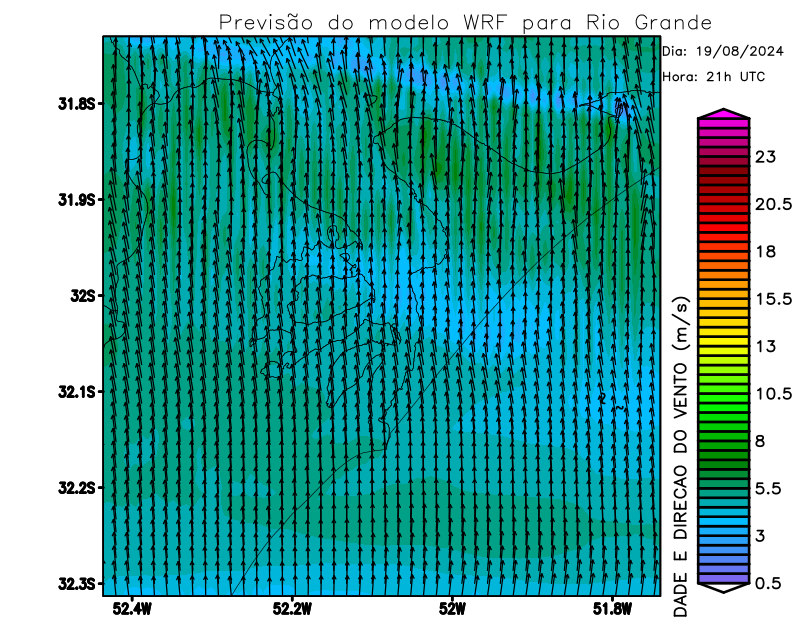 Previsão do modelo WRF para Rio Grande
Dia: 19/08/2024
Hora: 21h UTC
31.8S
31.9S
32S
32.1S
32.2S
32.3S
52.4W
52.2W
52W
51.8W
23
20.5
18
15.5
13
10.5
8
5.5
3
0.5
DADE E DIRECAO DO VENTO (m/s)